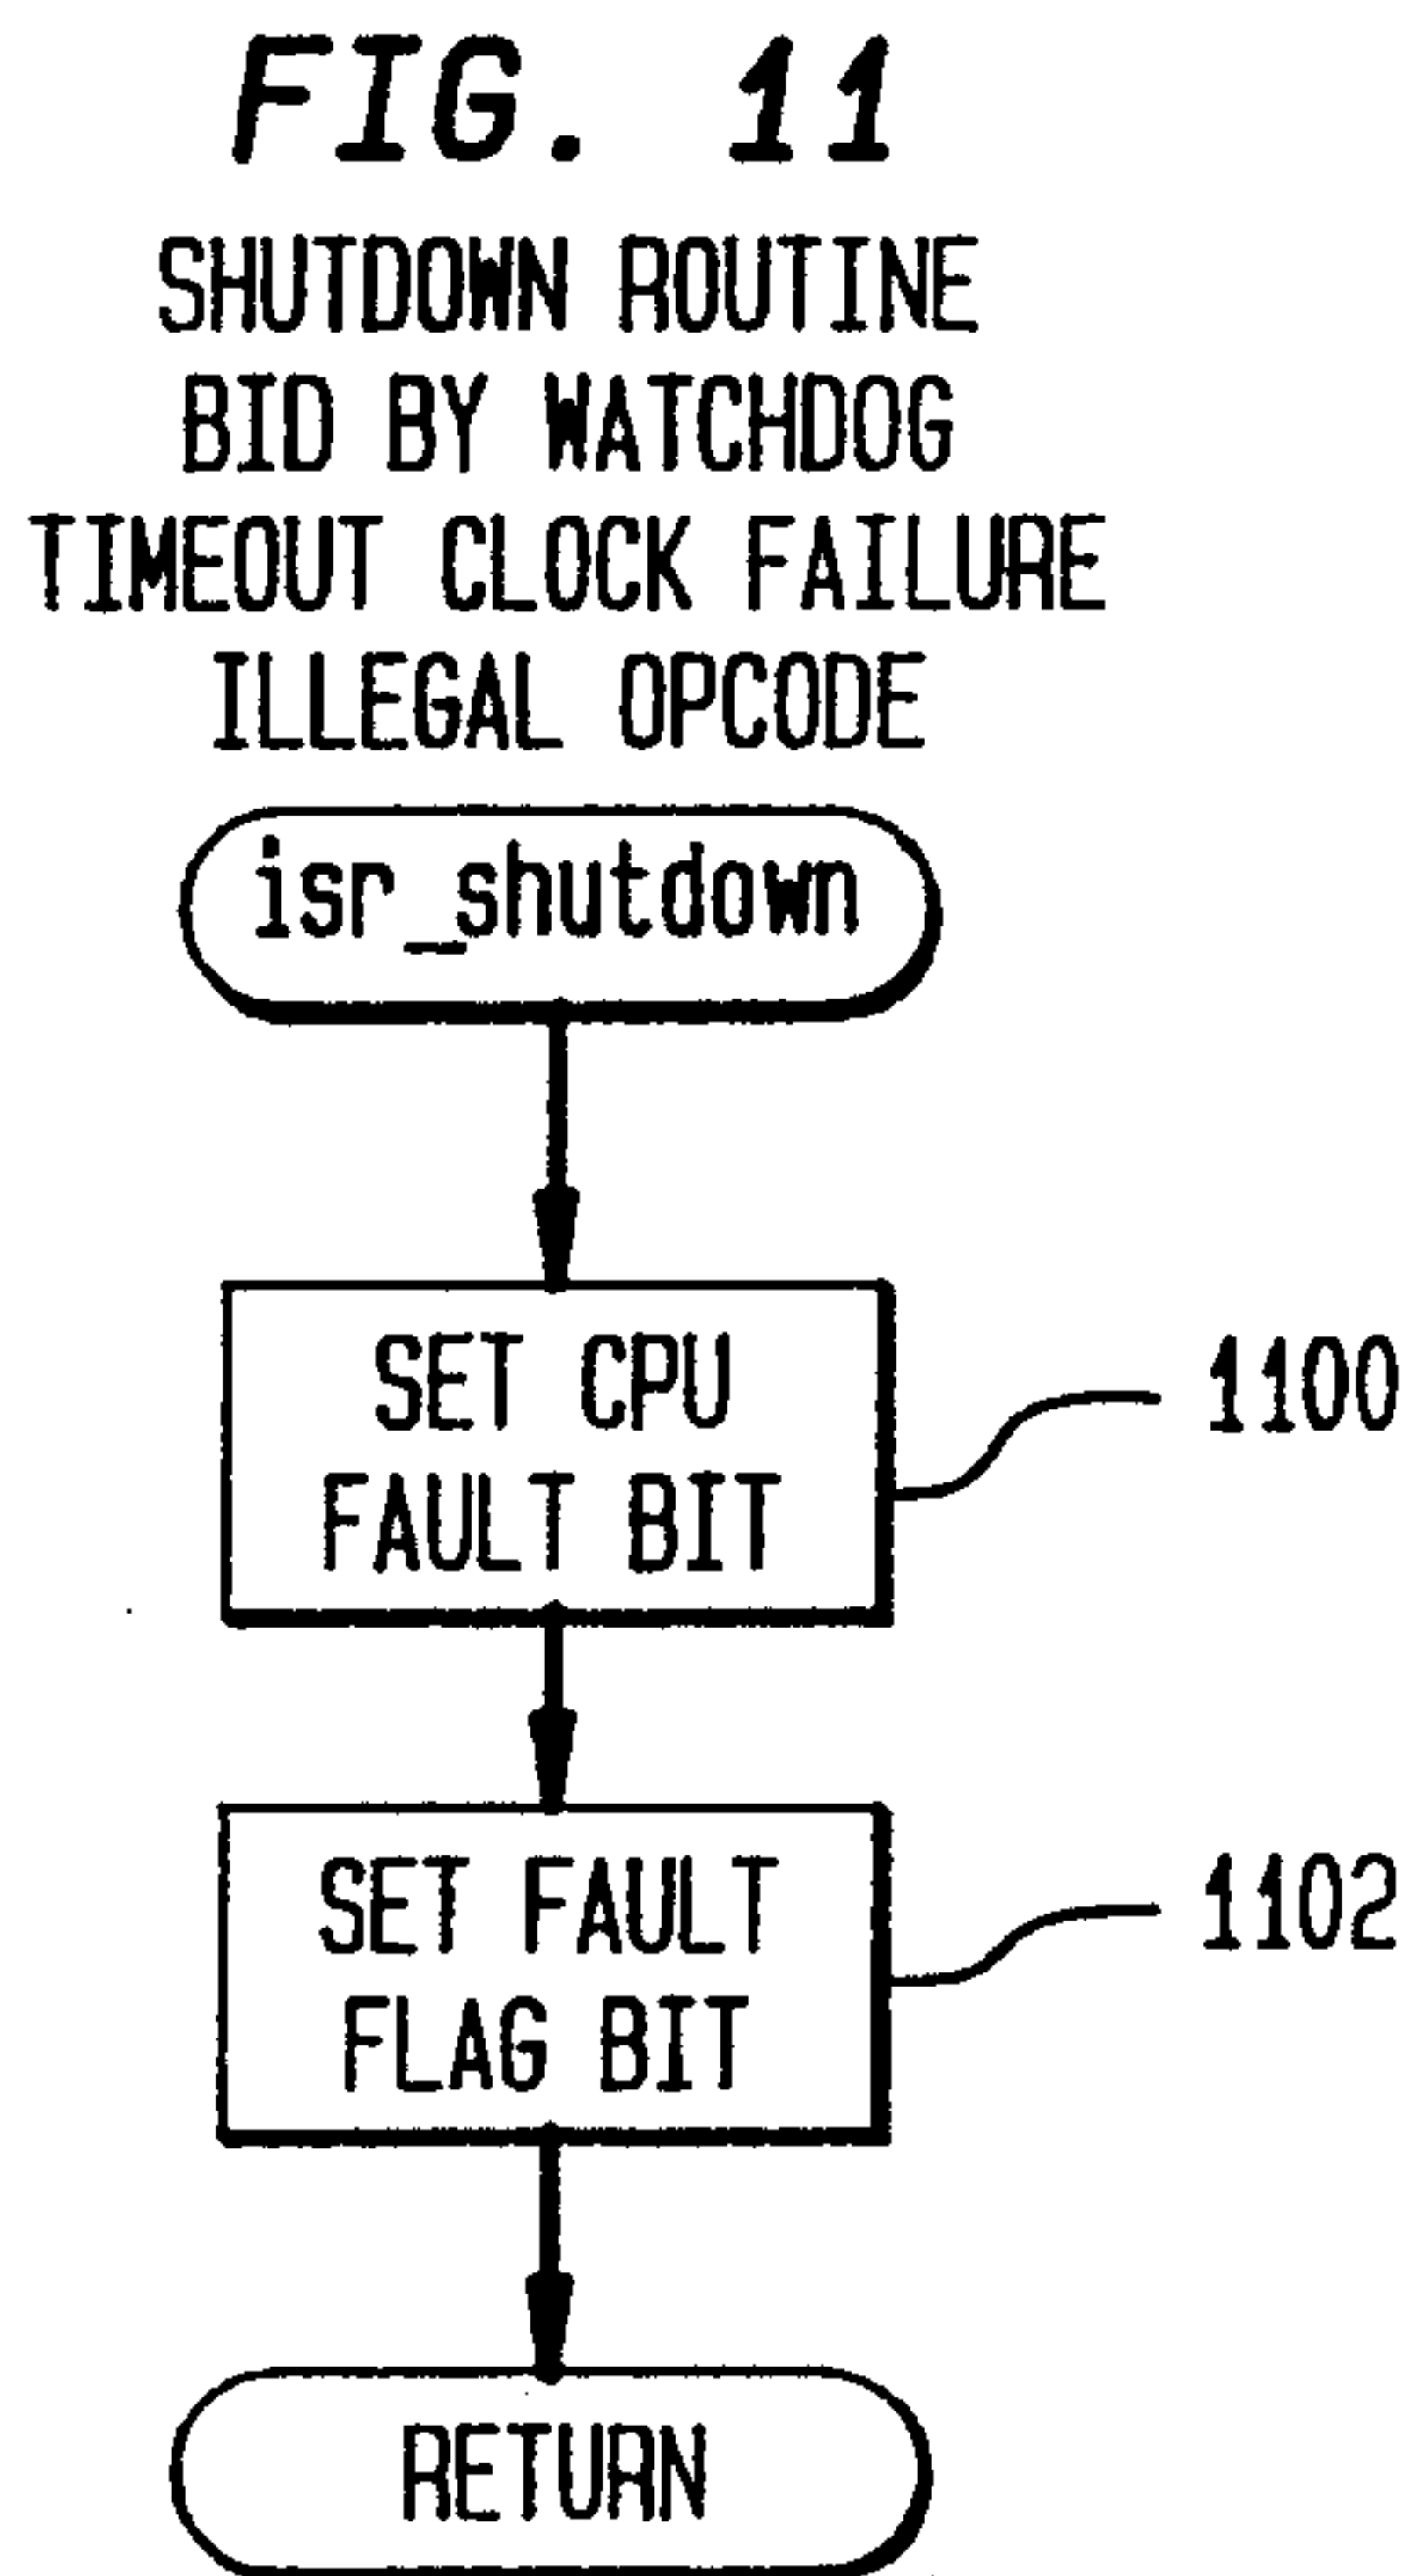 FIG. 11
SHUTDOWN ROUTINE
BID BY WATCHDOG
TIMEOUT CLOCK FAILURE
ILLEGAL OPCODE
isr_shutdown
SET CPU
FAULT BIT
1100
SET FAULT
FLAG BIT
1102
RETURN